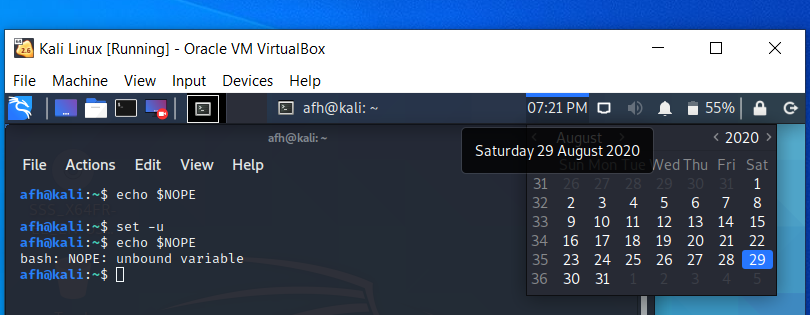 Kali Linux [Running] - Oracle VM VirtualBox
File Machine View Input Devices Help
afh@kali: ~ 07:21 PM 55%
afh@kali: ~
August 2020
Saturday 29 August 2020
File Actions Edit View Help
Sun Mon Tue Wed Thu Fri Sat
31 26 27 28 29 30 31 1
32 2 3 4 5 6 7 8
33 9 10 11 12 13 14 15
34 16 17 18 19 20 21 22
35 23 24 25 26 27 28 29
36 30 31 1 2 3 4 5
afh@kali:~$ echo $NOPE
afh@kali:~$ set -u
afh@kali:~$ echo $NOPE
bash: NOPE: unbound variable
afh@kali:~$